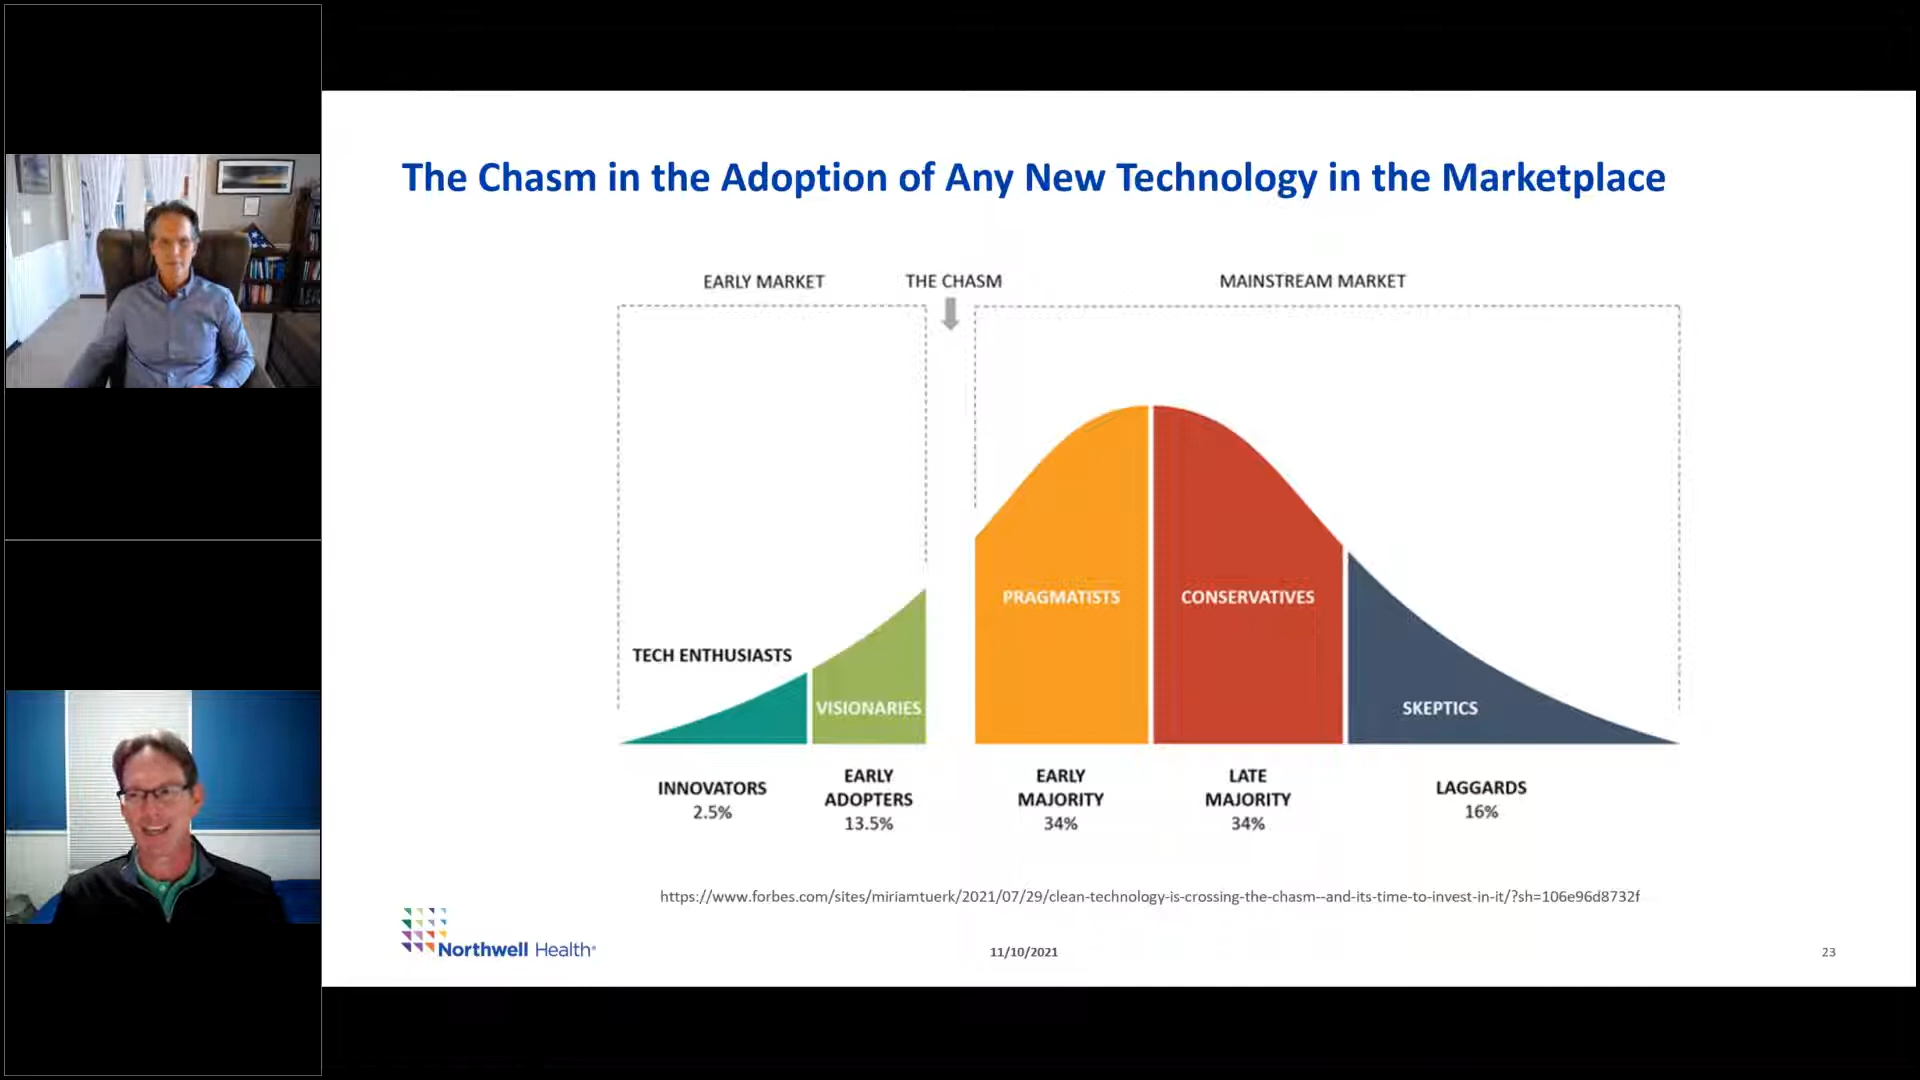 The Chasm in the Adoption of Any New Technology in the Marketplace
EARLY MARKET
THE CHASM
MAINSTREAM MARKET
TECH ENTHUSIASTS
VISIONARIES
PRAGMATISTS
CONSERVATIVES
SKEPTICS
INNOVATORS
2.5%
EARLY
ADOPTERS
13.5%
EARLY
MAJORITY
34%
LATE
MAJORITY
34%
LAGGARDS
16%
https://www.forbes.com/sites/miriamtuerk/2021/07/29/clean-technology-is-crossing-the-chasm--and-its-time-to-invest-in-it/?sh=106e96d8732f
Northwell Health®
11/10/2021
23